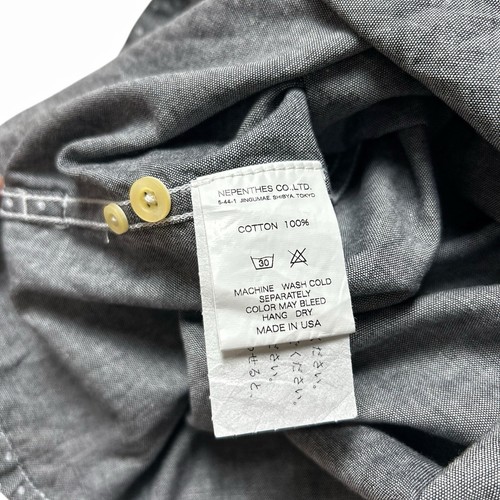 NEPENTHES CO.,LTD.
5-44-1 JINGUMAE, SHIBYA, TOKYO
COTTON 100%
30
MACHINE WASH COLD
SEPARATELY
COLOR MAY BLEED
HANG DRY
MADE IN USA